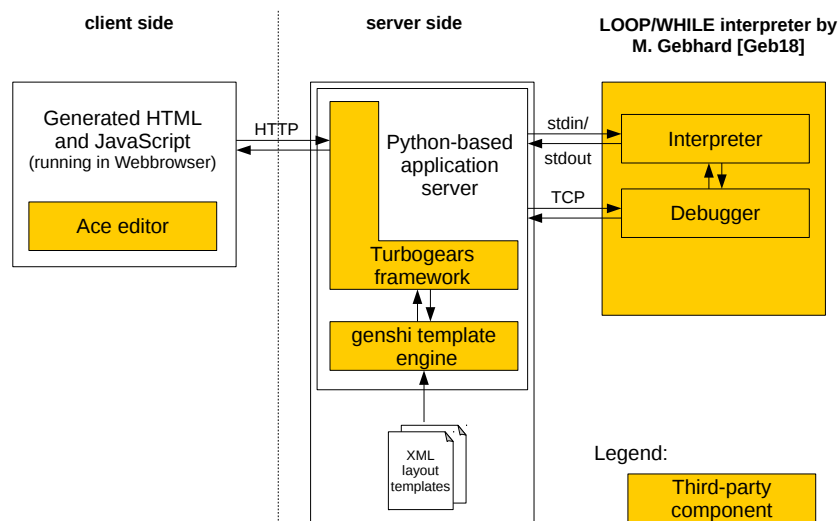 client side
server side
LOOP/WHILE interpreter by
M. Gebhard [Geb18]
Generated HTML
and JavaScript
(running in Webbrowser)
Ace editor
HTTP
Python-based
application
server
Turbogears
framework
genshi template
engine
XML
layout
templates
stdin/
stdout
TCP
Interpreter
Debugger
Legend:
Third-party
component